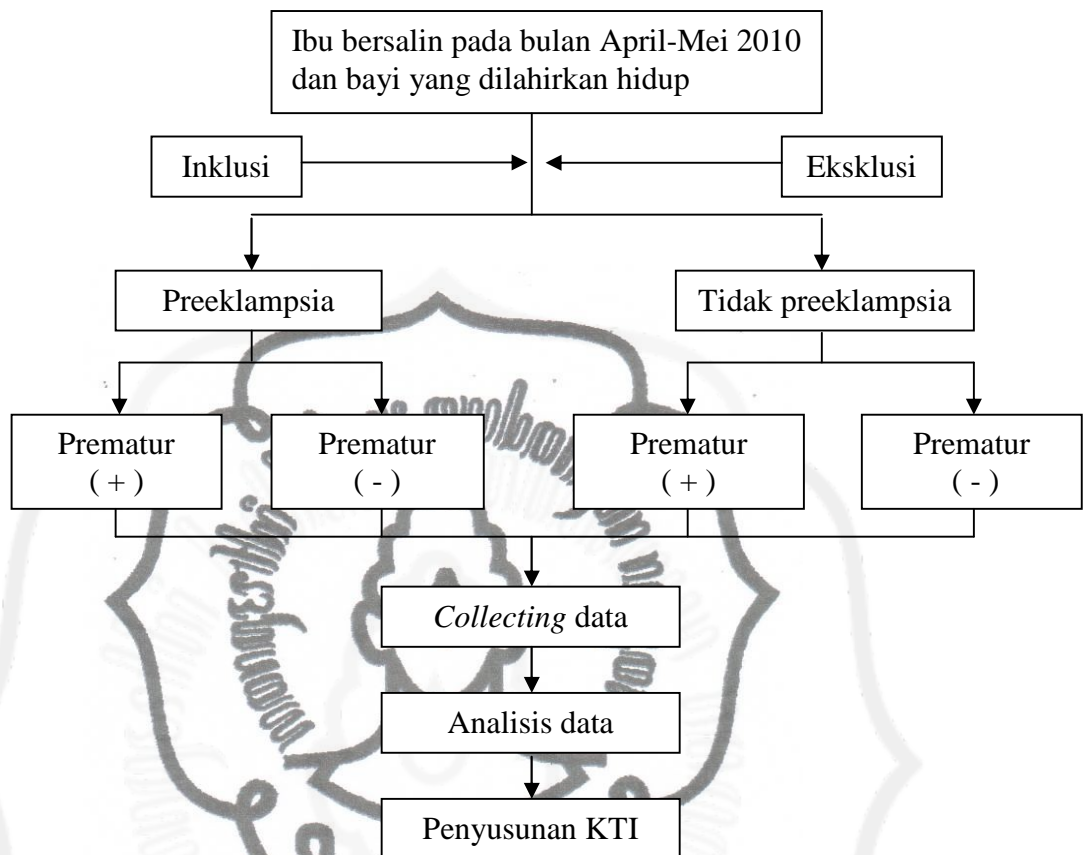 Ibu bersalin pada bulan April-Mei 2010
dan bayi yang dilahirkan hidup
Inklusi
Eksklusi
Preeklampsia
Tidak preeklampsia
Prematur
( + )
Prematur
( - )
Prematur
( + )
Prematur
( - )
Collecting data
Analisis data
Penyusunan KTI